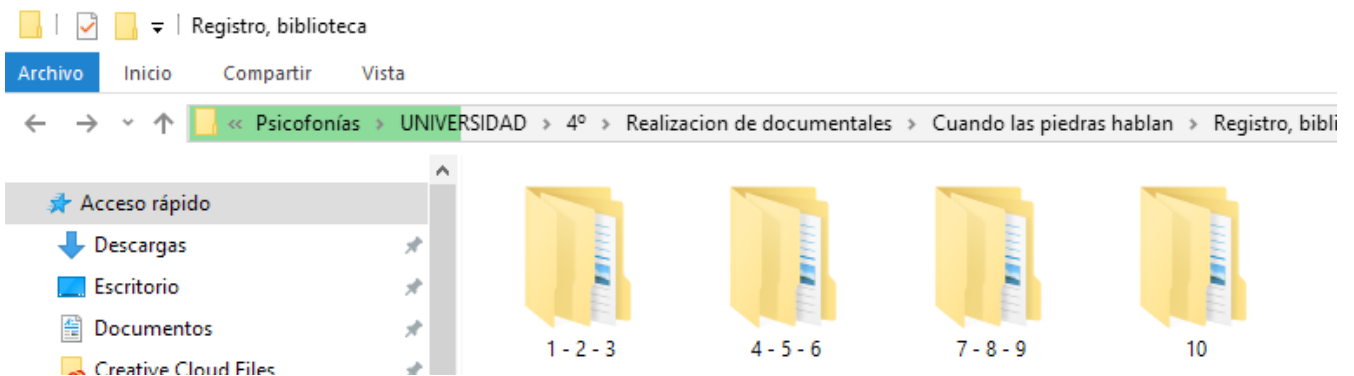 Registro, biblioteca
Archivo Inicio Compartir Vista
« Psicofonías > UNIVERSIDAD > 4º > Realizacion de documentales > Cuando las piedras hablan > Registro, bibli
Acceso rápido
Descargas
Escritorio
Documentos
Creative Cloud Files
1 - 2 - 3 4 - 5 - 6 7 - 8 - 9 10